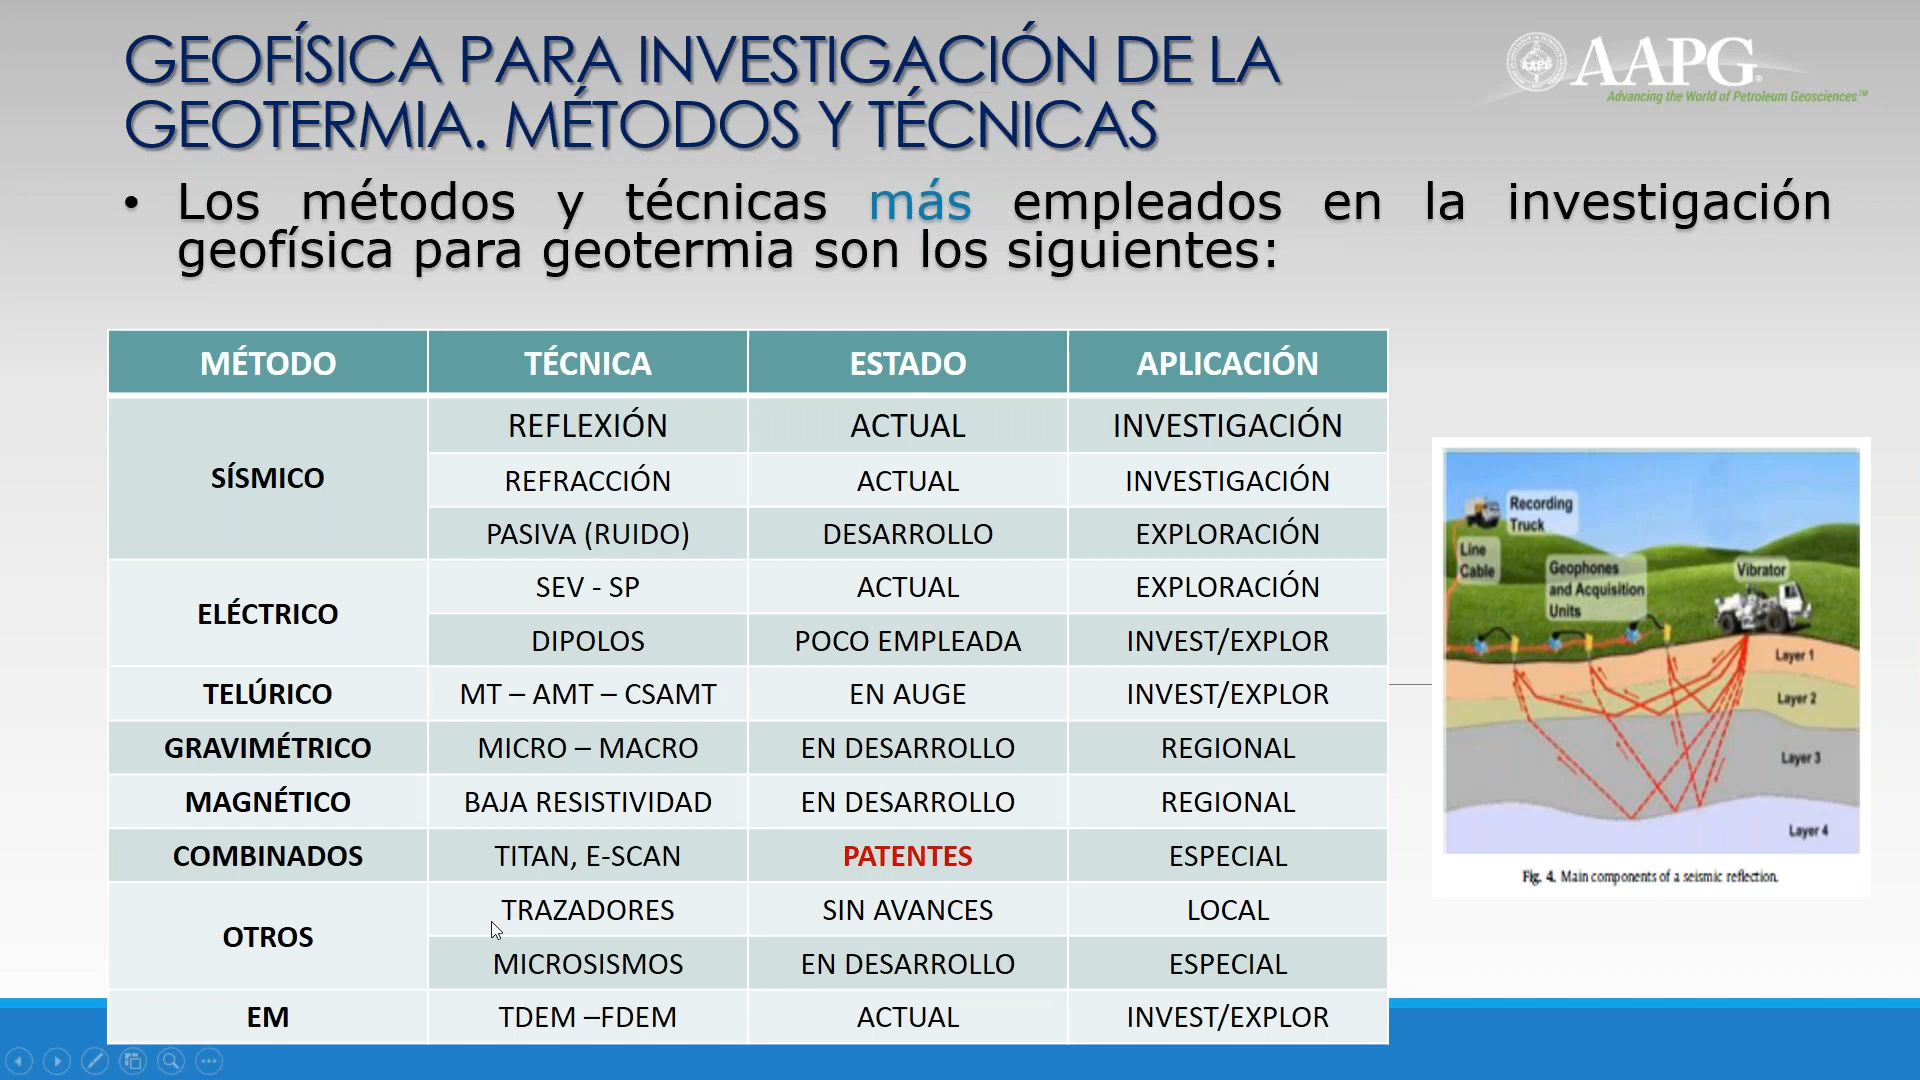 GEOFÍSICA PARA INVESTIGACIÓN DE LA
GEOTERMIA. MÉTODOS Y TÉCNICAS
AAPG
Advancing the World of Petroleum Geosciences™
• Los métodos y técnicas más empleados en la investigación
geofísica para geotermia son los siguientes:
MÉTODO TÉCNICA ESTADO APLICACIÓN
SÍSMICO
REFLEXIÓN ACTUAL INVESTIGACIÓN
REFRACCIÓN ACTUAL INVESTIGACIÓN
PASIVA (RUIDO) DESARROLLO EXPLORACIÓN
ELÉCTRICO
SEV - SP ACTUAL EXPLORACIÓN
DIPOLOS POCO EMPLEADA INVEST/EXPLOR
TELÚRICO MT – AMT – CSAMT EN AUGE INVEST/EXPLOR
GRAVIMÉTRICO MICRO – MACRO EN DESARROLLO REGIONAL
MAGNÉTICO BAJA RESISTIVIDAD EN DESARROLLO REGIONAL
COMBINADOS TITAN, E-SCAN PATENTES ESPECIAL
OTROS
TRAZADORES SIN AVANCES LOCAL
MICROSISMOS EN DESARROLLO ESPECIAL
EM TDEM –FDEM ACTUAL INVEST/EXPLOR
Recording
Truck
Line
Cable
Geophones
and Acquisition
Units
Vibrator
Layer 1
Layer 2
Layer 3
Layer 4
Fig. 4. Main components of a seismic reflection.